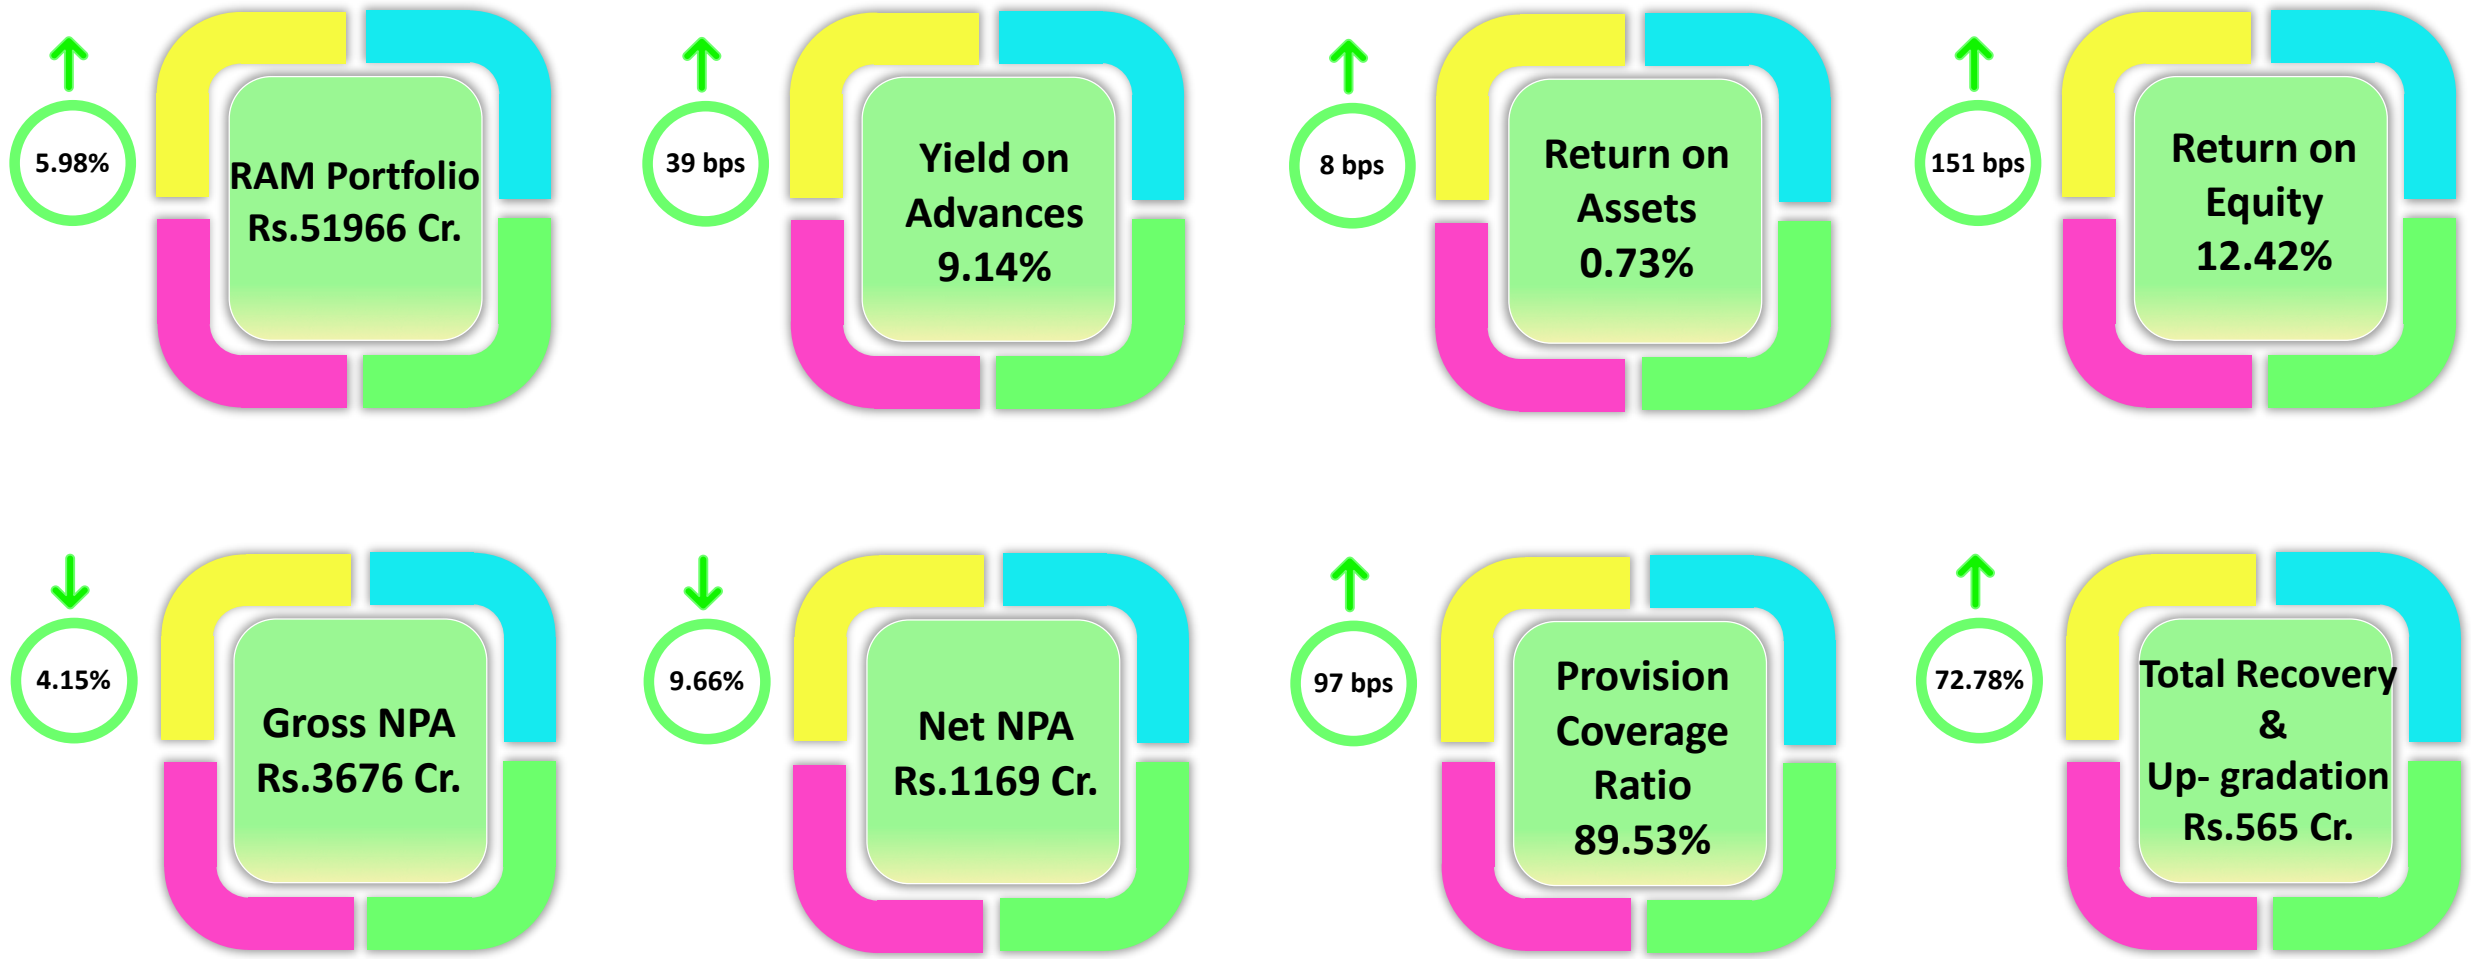 5.98%
RAM Portfolio
Rs.51966 Cr.
39 bps
Yield on
Advances
9.14%
8 bps
Return on
Assets
0.73%
151 bps
Return on
Equity
12.42%
4.15%
Gross NPA
Rs.3676 Cr.
9.66%
Net NPA
Rs.1169 Cr.
97 bps
Provision
Coverage
Ratio
89.53%
72.78%
Total Recovery
&
Up- gradation
Rs.565 Cr.